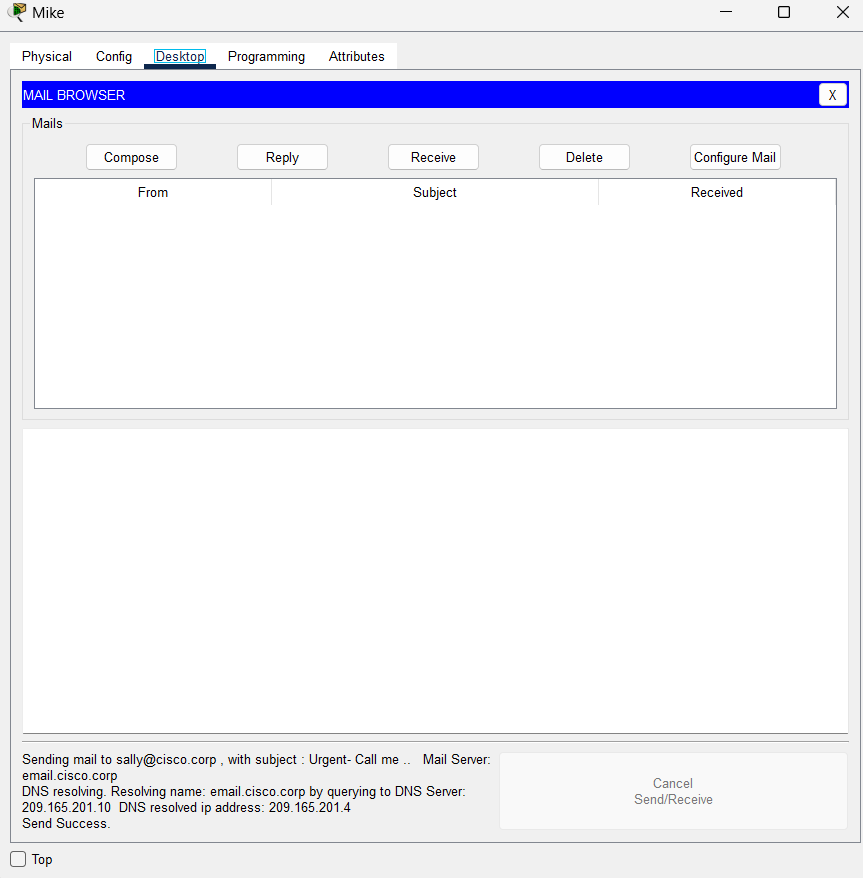 Mike
Physical Config Desktop Programming Attributes
MAIL BROWSER X
Mails
Compose Reply Receive Delete Configure Mail
From Subject Received
Sending mail to sally@cisco.corp , with subject : Urgent- Call me .. Mail Server:
email.cisco.corp
DNS resolving. Resolving name: email.cisco.corp by querying to DNS Server:
209.165.201.10 DNS resolved ip address: 209.165.201.4
Send Success.
Cancel
Send/Receive
Top